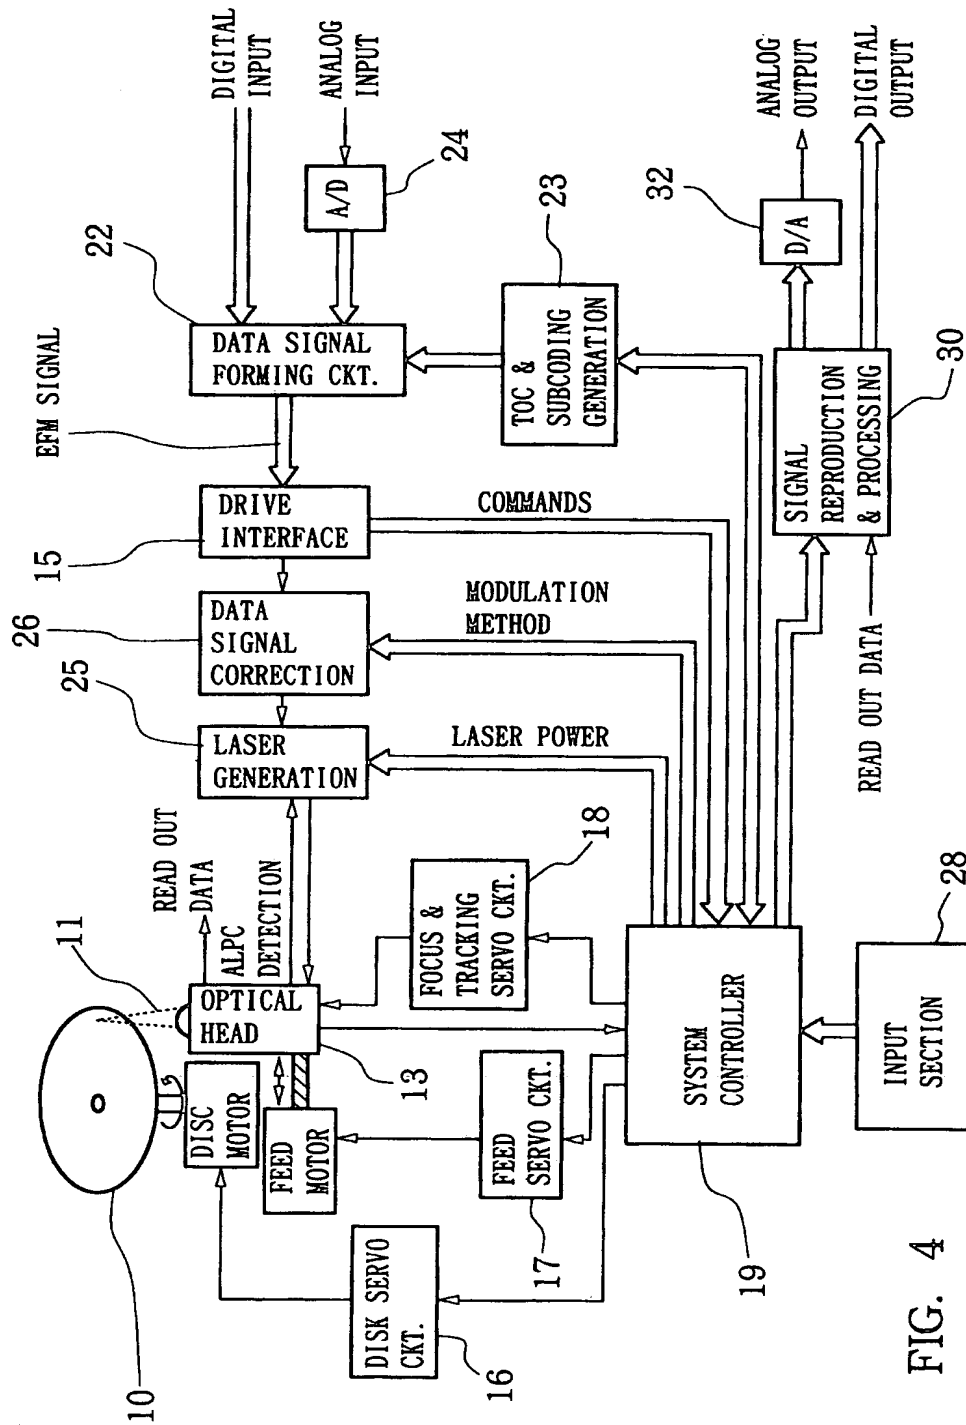 10
11
DISC
MOTOR
FEED
MOTOR
OPTICAL
HEAD
13
READ OUT
DATA
ALPC
DETECTION
25
LASER
GENERATION
26
DATA
SIGNAL
CORRECTION
15
DRIVE
INTERFACE
EFM SIGNAL
22
DATA SIGNAL
FORMING CKT.
DIGITAL
INPUT
A/D
24
ANALOG
INPUT
DISK SERVO
CKT.
16
FEED
SERVO CKT.
17
FOCUS &
TRACKING
SERVO CKT.
18
LASER POWER
MODULATION
METHOD
COMMANDS
TOC &
SUBCODING
GENERATION
23
SYSTEM
CONTROLLER
19
INPUT
SECTION
28
READ OUT DATA
SIGNAL
REPRODUCTION
& PROCESSING
30
D/A
32
ANALOG
OUTPUT
DIGITAL
OUTPUT
FIG. 4